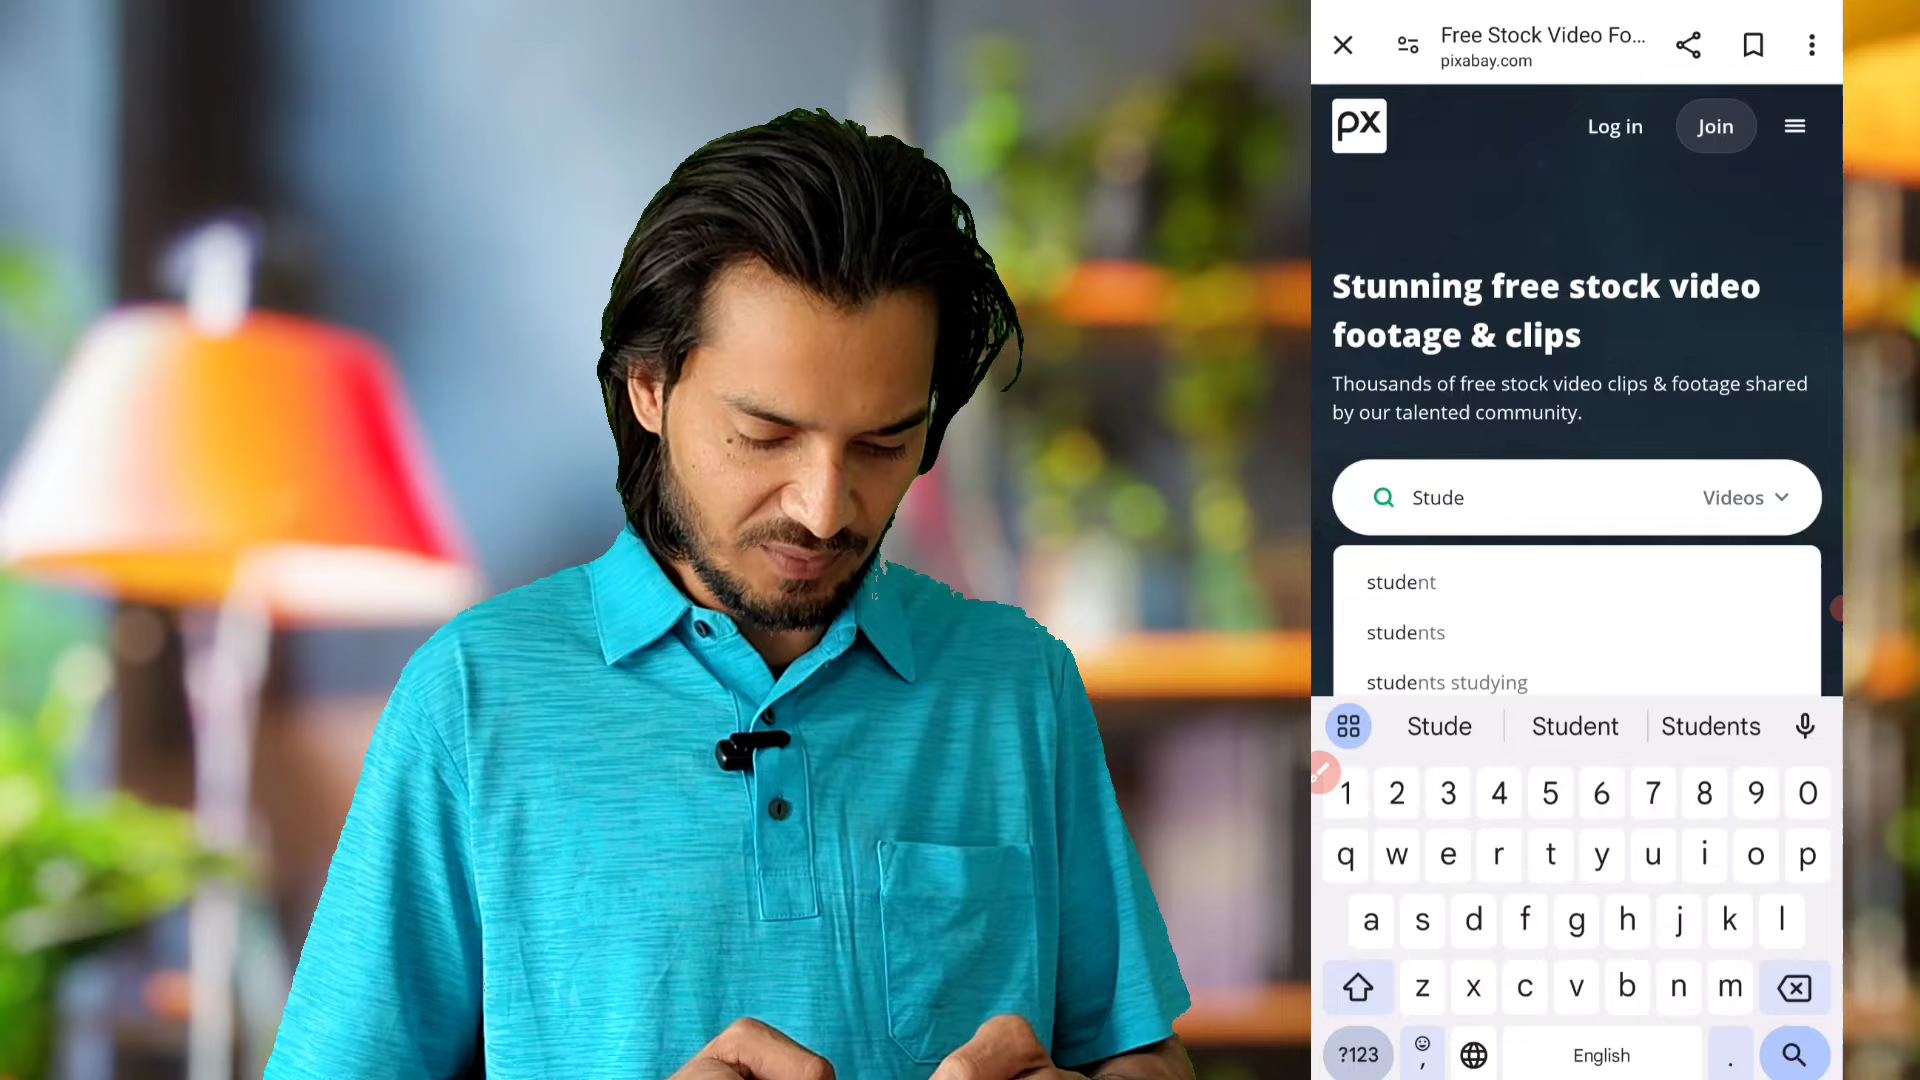 Free Stock Video Fo...
pixabay.com
px
Log in
Join
Stunning free stock video
footage & clips
Thousands of free stock video clips & footage shared
by our talented community.
Stude
Videos
student
students
students studying
Stude Student Students
1 2 3 4 5 6 7 8 9 0
q w e r t y u i o p
a s d f g h j k l
z x c v b n m
?123 , English .